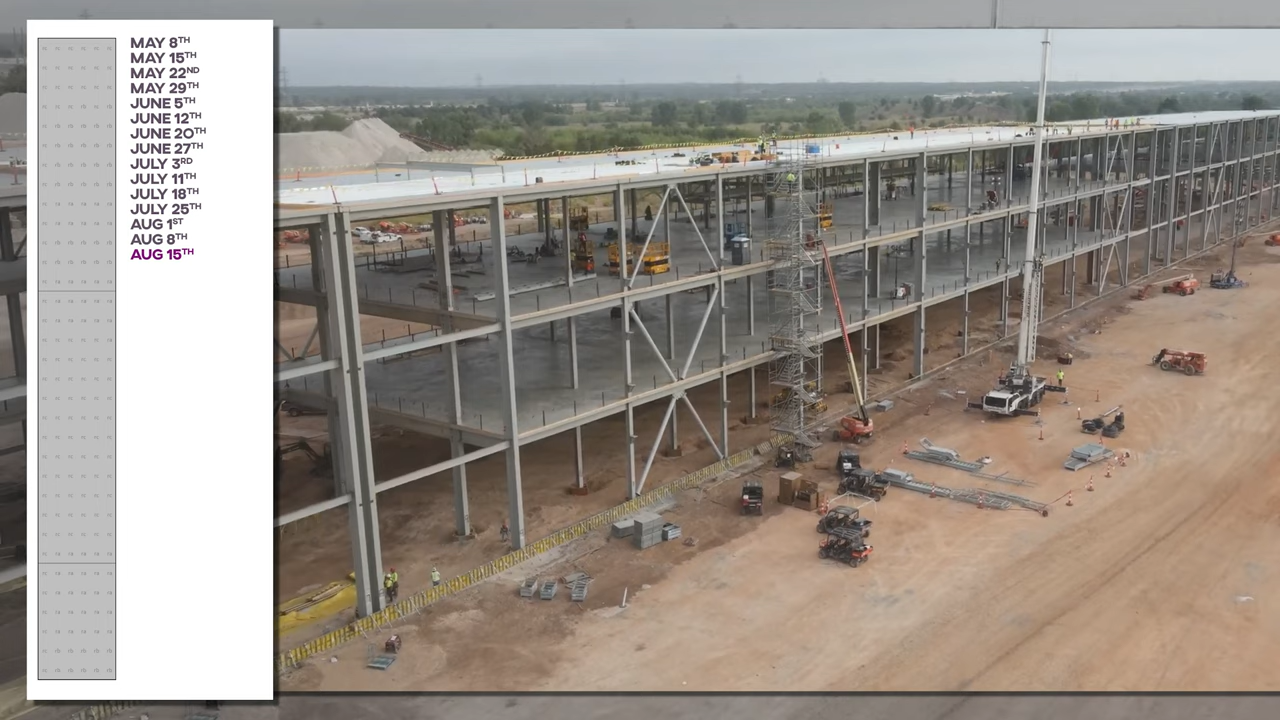 MAY 8TH
MAY 15TH
MAY 22ND
MAY 29TH
JUNE 5TH
JUNE 12TH
JUNE 20TH
JUNE 27TH
JULY 3RD
JULY 11TH
JULY 18TH
JULY 25TH
AUG 1ST
AUG 8TH
AUG 15TH